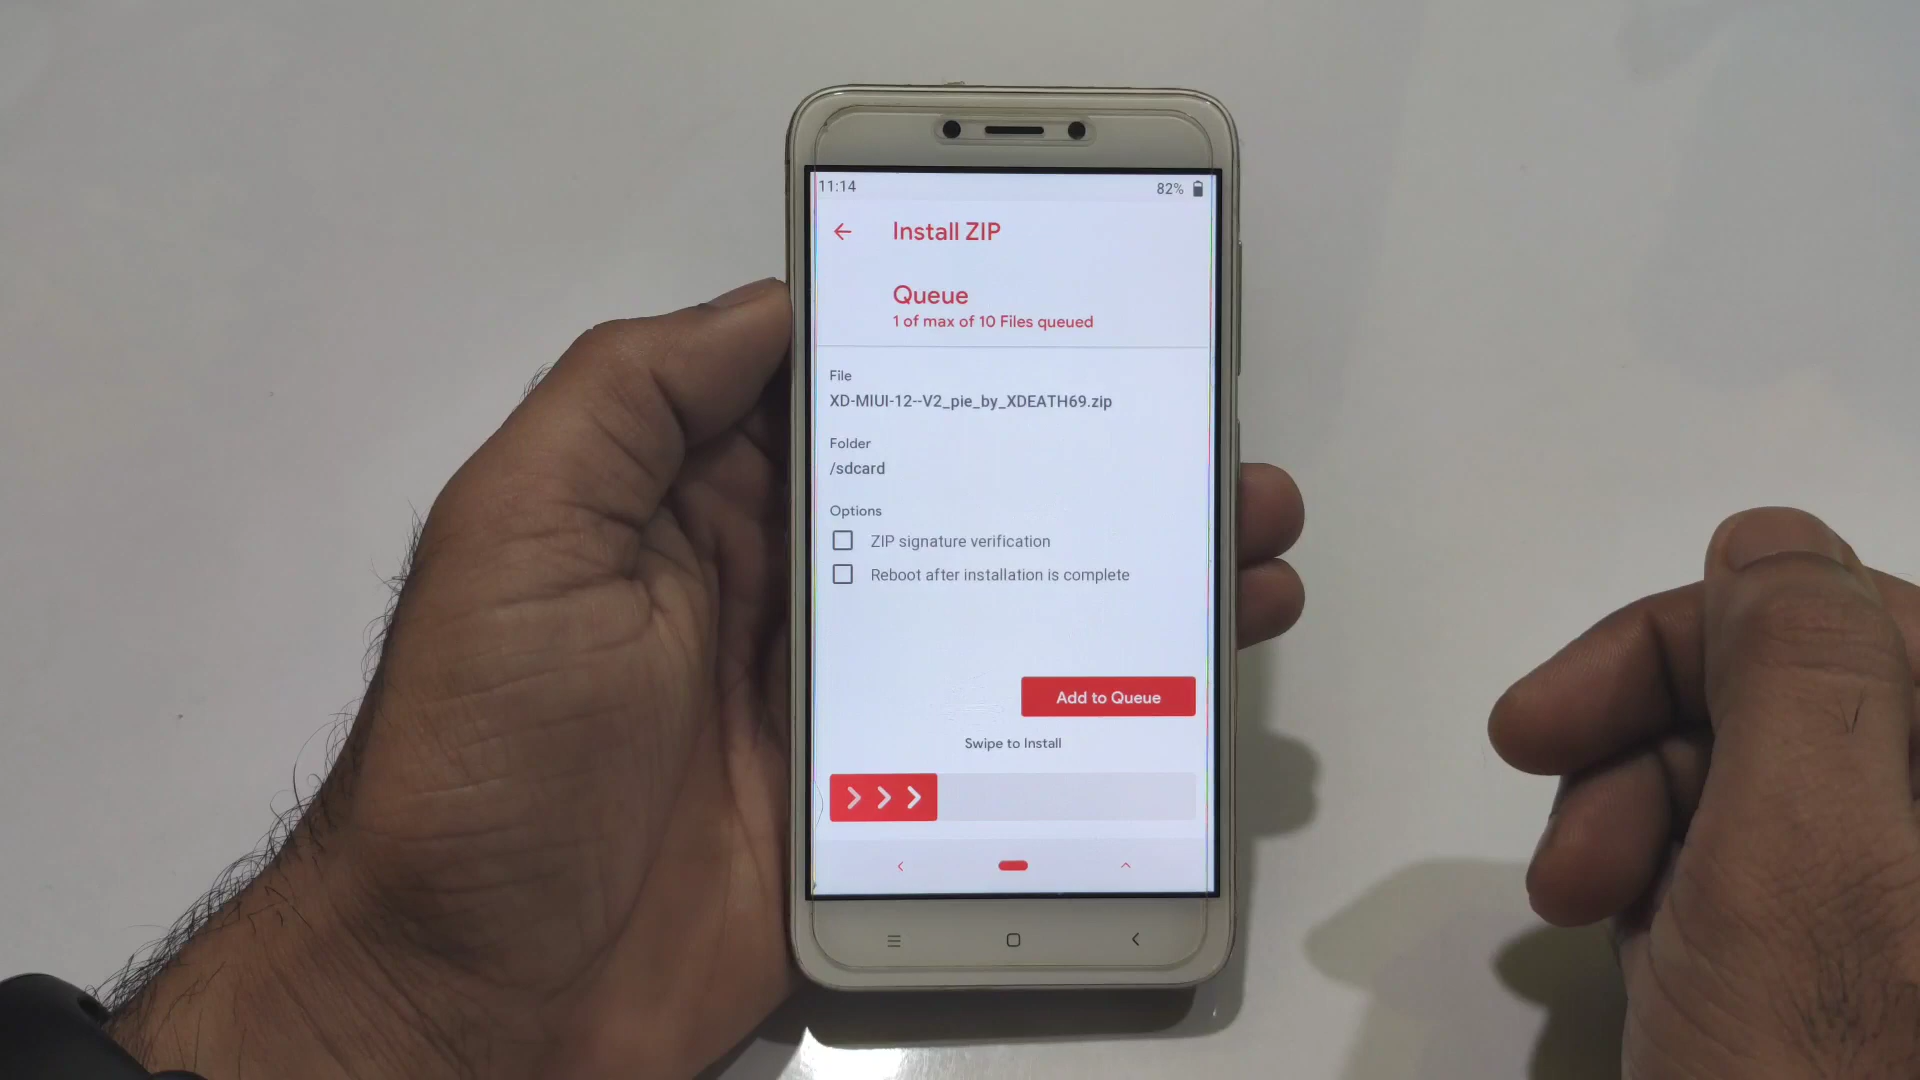 11:14
82%
Install ZIP
Queue
1 of max of 10 Files queued
File
XD-MIUI-12--V2_pie_by_XDEATH69.zip
Folder
/sdcard
Options
ZIP signature verification
Reboot after installation is complete
Add to Queue
Swipe to Install